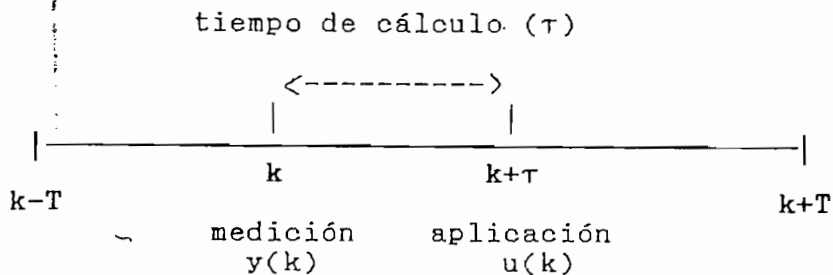 tiempo de cálculo (τ)
<----------->
k k+τ
k-T k+T
medición aplicación
y(k) u(k)